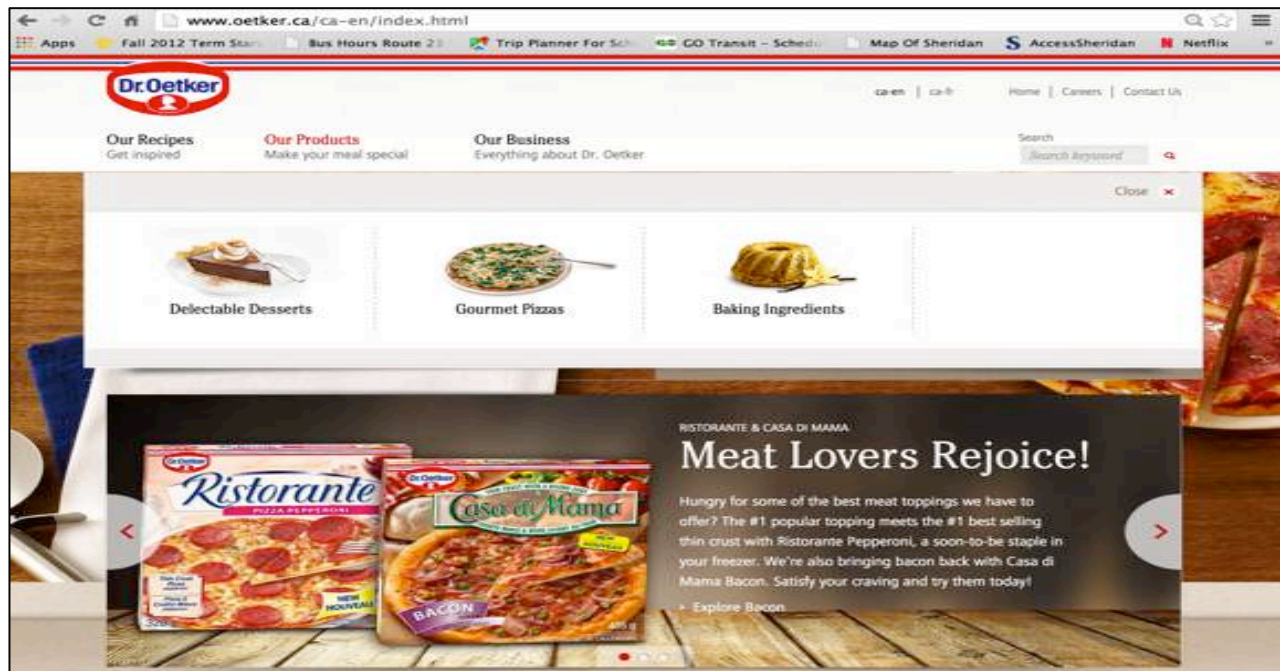 www.oetker.ca/ca-en/index.html
Apps Fall 2012 Term Star Bus Hours Route 2 Trip Planner For Sch GO Transit – Schedu Map Of Sheridan S AccessSheridan N Netflix »
Dr.Oetker
ca-en | ca-fr Home | Careers | Contact Us
Our Recipes Our Products Our Business Search
Get inspired Make your meal special Everything about Dr. Oetker Search keyword
Close ×
Delectable Desserts Gourmet Pizzas Baking Ingredients
RISTORANTE & CASA DI MAMA
Meat Lovers Rejoice!
Hungry for some of the best meat toppings we have to
offer? The #1 popular topping meets the #1 best selling
thin crust with Ristorante Pepperoni, a soon-to-be staple in
your freezer. We're also bringing bacon back with Casa di
Mama Bacon. Satisfy your craving and try them today!
Explore Bacon
Dr.Oetker
Ristorante
PIZZA PEPPERONI
Thin Crust
Pizza
NEW
NOUVEAU
Dr.Oetker
Casa di Mama
NEW
NOUVEAU
BACON